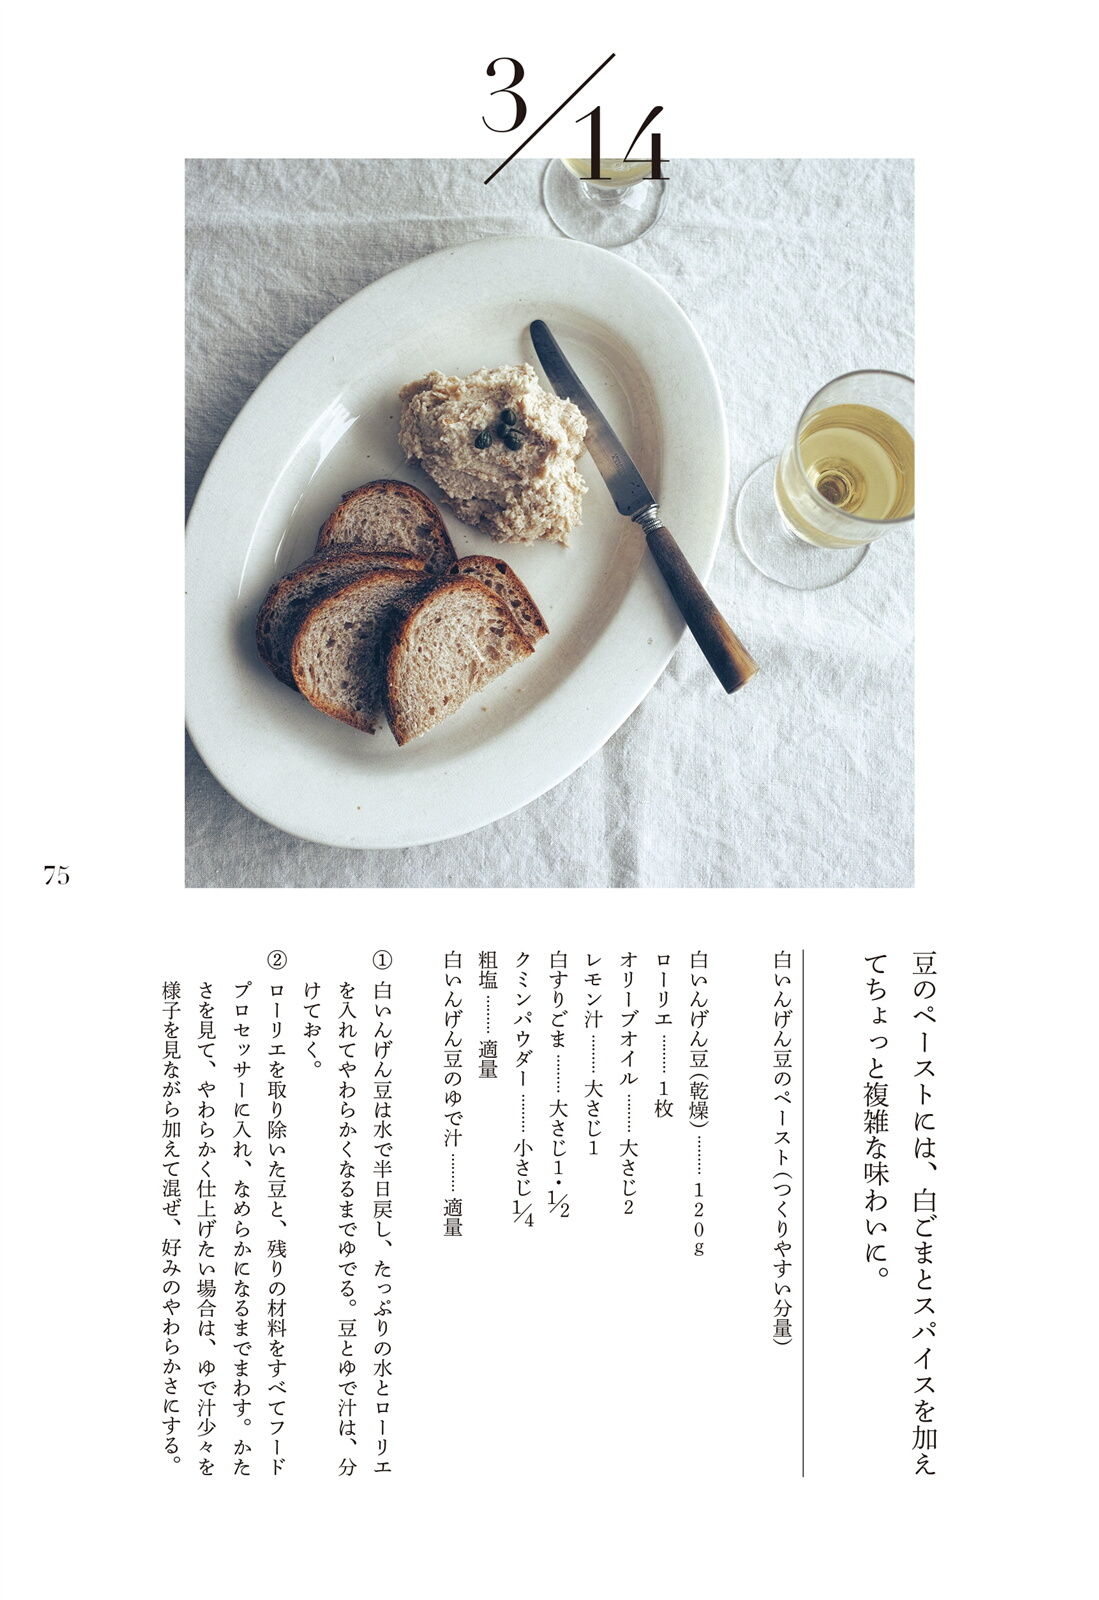 3/14
豆のペーストには、白ごまとスパイスを加え
てちょっと複雑な味わいに。
白いんげん豆のペースト（つくりやすい分量）
白いんげん豆（乾燥）………120g
ローリエ………1枚
オリーブオイル………大さじ2
レモン汁………大さじ1
白すりごま………大さじ1・1/2
クミンパウダー………小さじ1/4
粗塩………適量
白いんげん豆のゆで汁………適量
① 白いんげん豆は水で半日戻し、たっぷりの水とローリエ
を入れてやわらかくなるまでゆでる。豆とゆで汁は、分
けておく。
② ローリエを取り除いた豆と、残りの材料をすべてフード
プロセッサーに入れ、なめらかになるまでまわす。かた
さを見て、やわらかく仕上げたい場合は、ゆで汁少々を
様子を見ながら加えて混ぜ、好みのやわらかさにする。
75